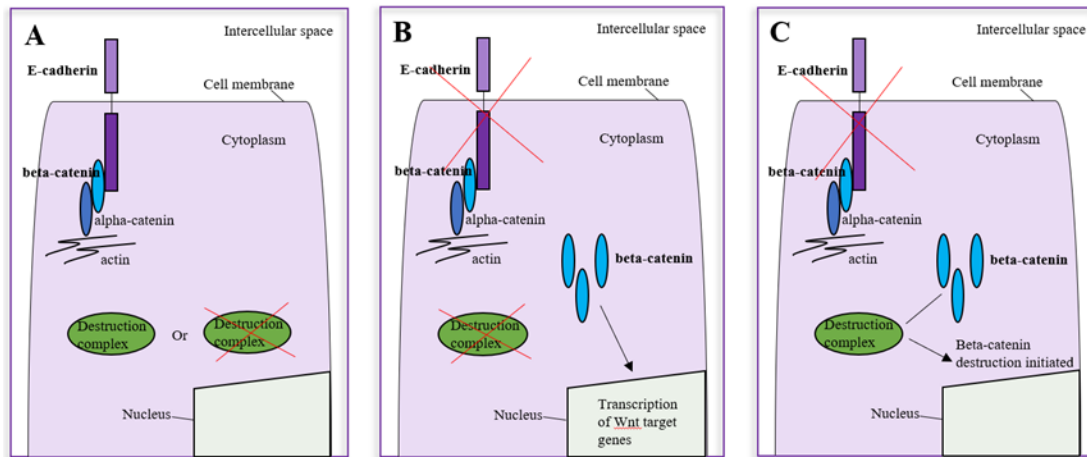 A
Intercellular space
E-cadherin
Cell membrane
Cytoplasm
beta-catenin
alpha-catenin
actin
Destruction
complex
Or
Destruction
complex
Nucleus
B
Intercellular space
E-cadherin
Cell membrane
Cytoplasm
beta-catenin
alpha-catenin
actin
beta-catenin
Destruction
complex
Nucleus
Transcription
of Wnt target
genes
C
Intercellular space
E-cadherin
Cell membrane
Cytoplasm
beta-catenin
alpha-catenin
actin
beta-catenin
Destruction
complex
Beta-catenin
destruction initiated
Nucleus